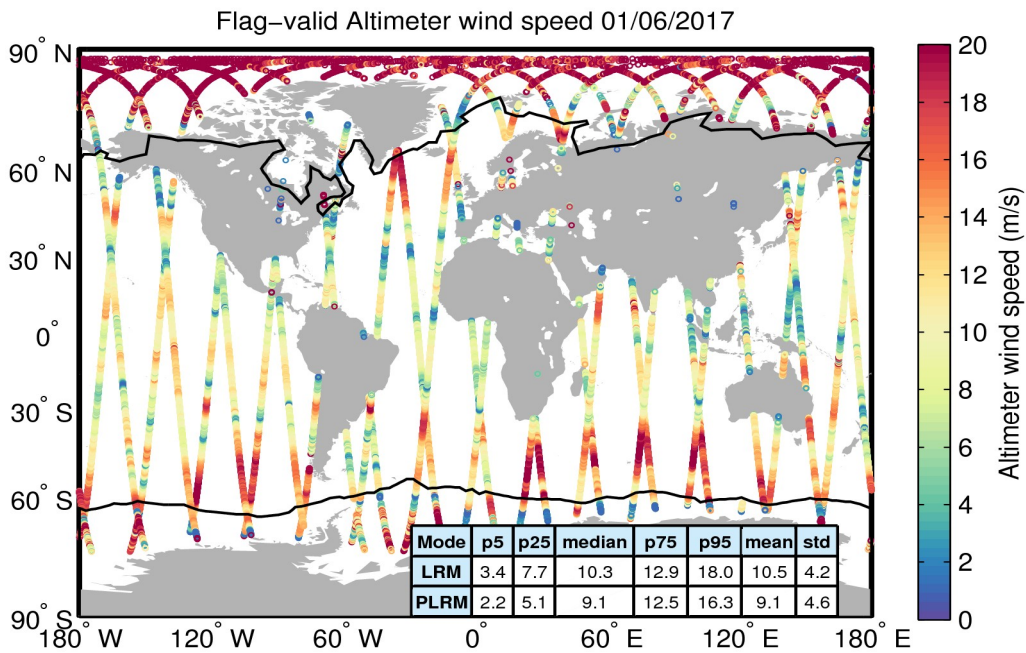 Flag−valid Altimeter wind speed 01/06/2017
90° N
60° N
30° N
0°
30° S
60° S
90° S
180° W
120° W
60° W
0°
60° E
120° E
180° E
Mode p5 p25 median p75 p95 mean std
LRM 3.4 7.7 10.3 12.9 18.0 10.5 4.2
PLRM 2.2 5.1 9.1 12.5 16.3 9.1 4.6
20
18
16
14
12
10
8
6
4
2
0
Altimeter wind speed (m/s)